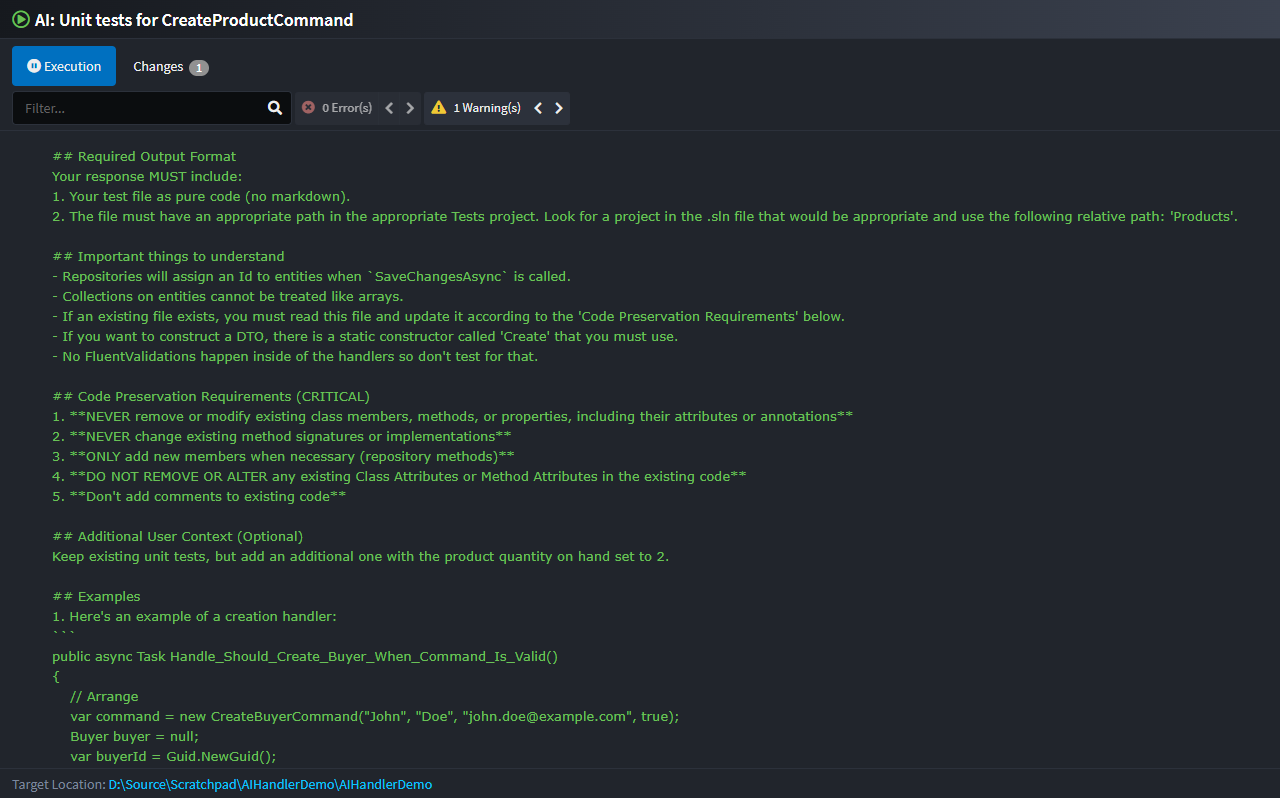 AI: Unit tests for CreateProductCommand
Execution
Changes 1
Filter...
0 Error(s)
1 Warning(s)
## Required Output Format
Your response MUST include:
1. Your test file as pure code (no markdown).
2. The file must have an appropriate path in the appropriate Tests project. Look for a project in the .sln file that would be appropriate and use the following relative path: 'Products'.
## Important things to understand
- Repositories will assign an Id to entities when `SaveChangesAsync` is called.
- Collections on entities cannot be treated like arrays.
- If an existing file exists, you must read this file and update it according to the 'Code Preservation Requirements' below.
- If you want to construct a DTO, there is a static constructor called 'Create' that you must use.
- No FluentValidations happen inside of the handlers so don't test for that.
## Code Preservation Requirements (CRITICAL)
1. **NEVER remove or modify existing class members, methods, or properties, including their attributes or annotations**
2. **NEVER change existing method signatures or implementations**
3. **ONLY add new members when necessary (repository methods)**
4. **DO NOT REMOVE OR ALTER any existing Class Attributes or Method Attributes in the existing code**
5. **Don't add comments to existing code**
## Additional User Context (Optional)
Keep existing unit tests, but add an additional one with the product quantity on hand set to 2.
## Examples
1. Here's an example of a creation handler:
```
public async Task Handle_Should_Create_Buyer_When_Command_Is_Valid()
{
// Arrange
var command = new CreateBuyerCommand("John", "Doe", "john.doe@example.com", true);
Buyer buyer = null;
var buyerId = Guid.NewGuid();
Target Location: D:\Source\Scratchpad\AIHandlerDemo\AIHandlerDemo